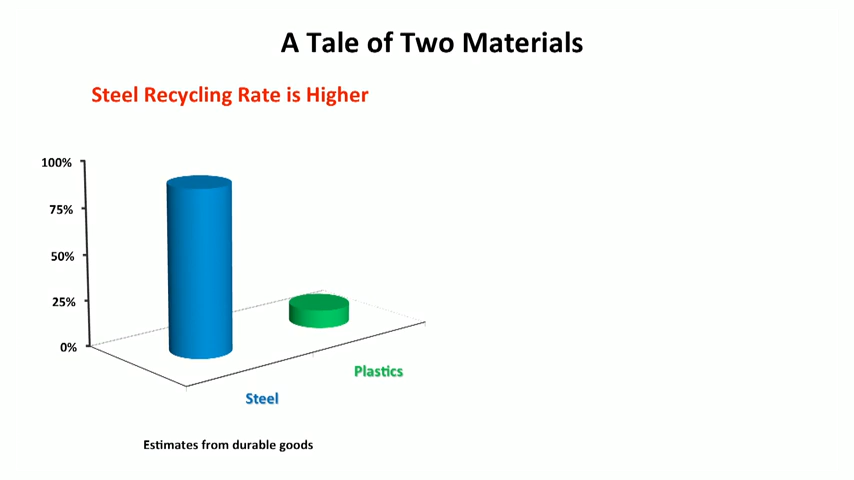 A Tale of Two Materials
Steel Recycling Rate is Higher
100%
75%
50%
25%
0%
Plastics
Steel
Estimates from durable goods